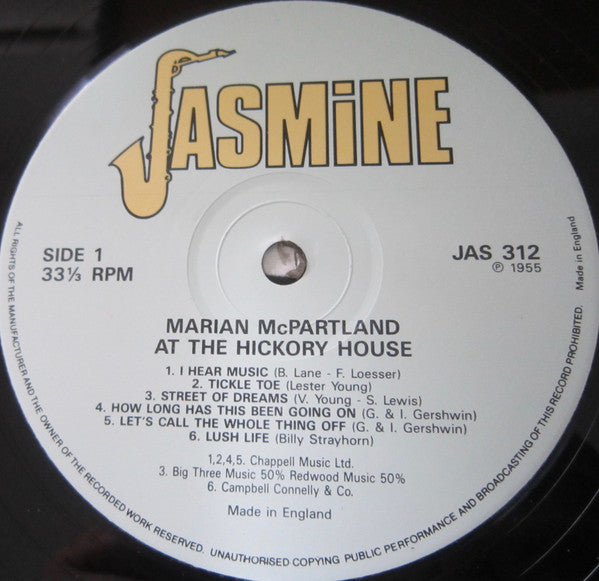 JASMiNE
SIDE 1
33⅓ RPM
JAS 312
℗ 1955
Made in England
MARIAN McPARTLAND
AT THE HICKORY HOUSE
1. I HEAR MUSIC (B. Lane - F. Loesser)
2. TICKLE TOE (Lester Young)
3. STREET OF DREAMS (V. Young - S. Lewis)
4. HOW LONG HAS THIS BEEN GOING ON (G. & I. Gershwin)
5. LET'S CALL THE WHOLE THING OFF (G. & I. Gershwin)
6. LUSH LIFE (Billy Strayhorn)
1,2,4,5. Chappell Music Ltd.
3. Big Three Music 50% Redwood Music 50%
6. Campbell Connelly & Co.
Made in England
ALL RIGHTS OF THE MANUFACTURER AND THE OWNER OF THE RECORDED WORK RESERVED. UNAUTHORISED COPYING PUBLIC PERFORMANCE AND BROADCASTING OF THIS RECORD PROHIBITED.